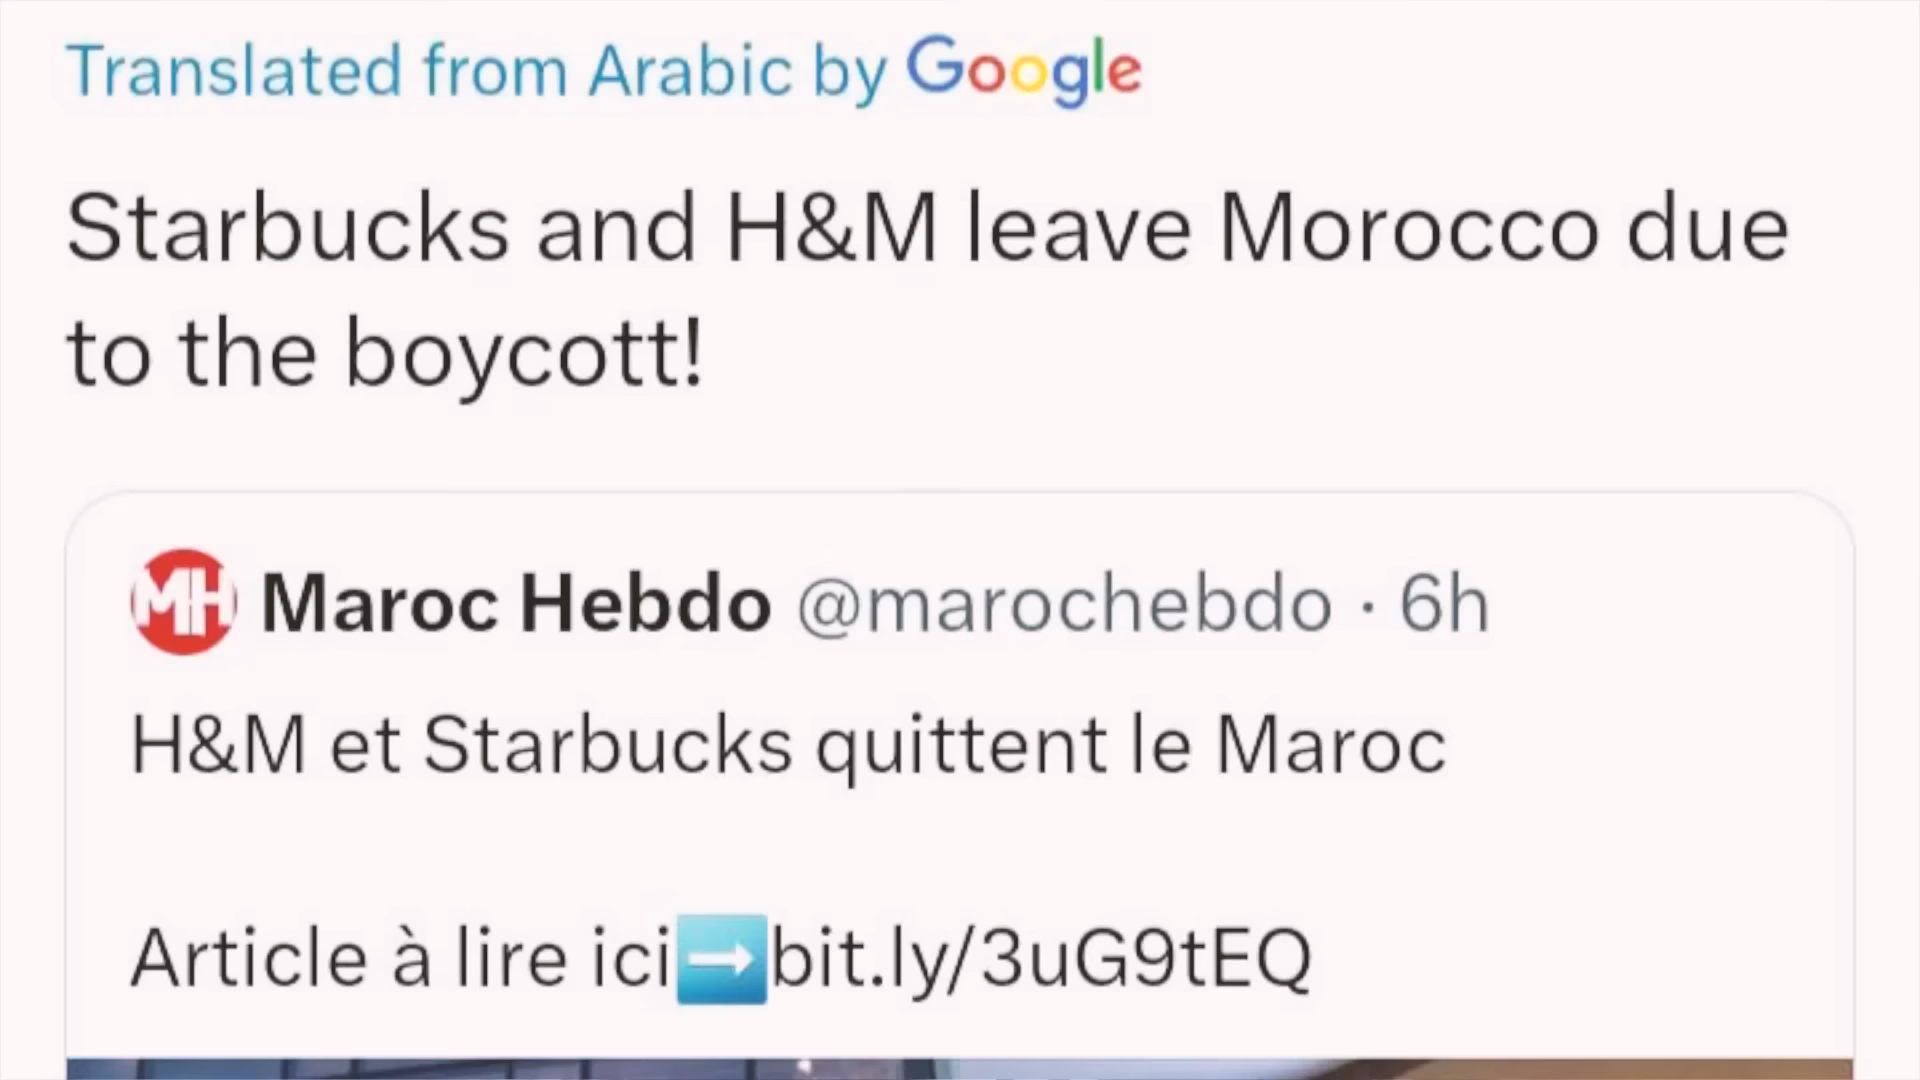 Translated from Arabic by Google
Starbucks and H&M leave Morocco due
to the boycott!
MH Maroc Hebdo @marochebdo · 6h
H&M et Starbucks quittent le Maroc
Article à lire ici➡️bit.ly/3uG9tEQ